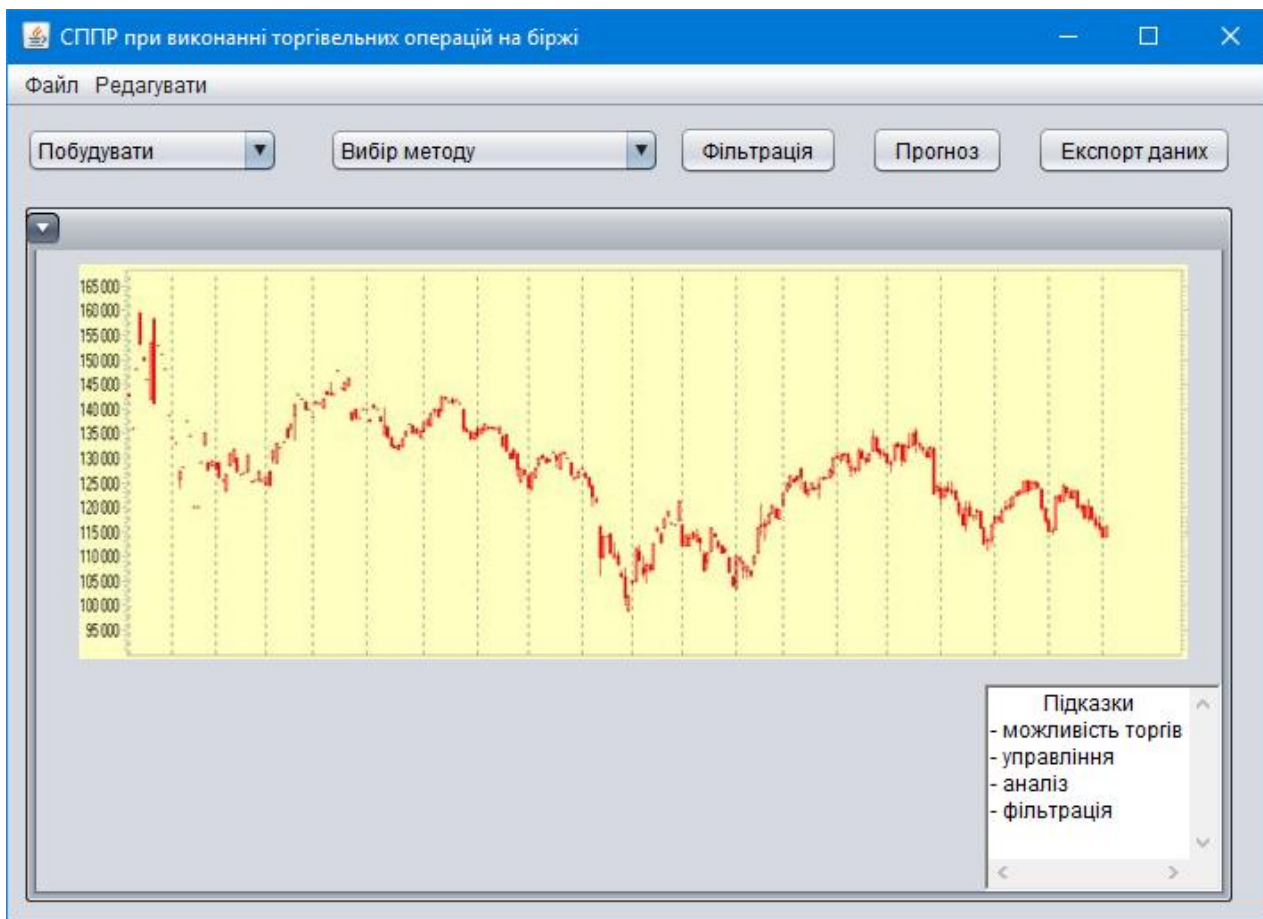 СППР при виконанні торгівельних операцій на біржі
Файл Редагувати
Побудувати Вибір методу Фільтрація Прогноз Експорт даних
165 000
160 000
155 000
150 000
145 000
140 000
135 000
130 000
125 000
120 000
115 000
110 000
105 000
100 000
95 000
Підказки
- можливість торгів
- управління
- аналіз
- фільтрація